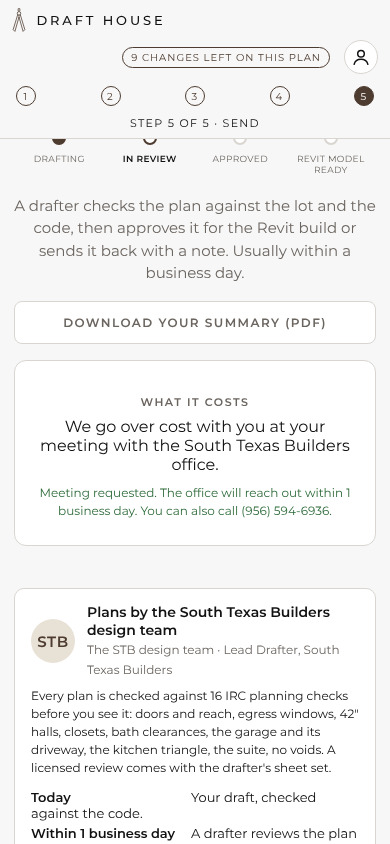 DRAFT HOUSE
9 CHANGES LEFT ON THIS PLAN
1 2 3 4 5
STEP 5 OF 5 · SEND
DRAFTING IN REVIEW APPROVED REVIT MODEL
READY
A drafter checks the plan against the lot and the
code, then approves it for the Revit build or
sends it back with a note. Usually within a
business day.
DOWNLOAD YOUR SUMMARY (PDF)
WHAT IT COSTS
We go over cost with you at your
meeting with the South Texas Builders
office.
Meeting requested. The office will reach out within 1
business day. You can also call (956) 594-6936.
STB
Plans by the South Texas Builders
design team
The STB design team · Lead Drafter, South
Texas Builders
Every plan is checked against 16 IRC planning checks
before you see it: doors and reach, egress windows, 42"
halls, closets, bath clearances, the garage and its
driveway, the kitchen triangle, the suite, no voids. A
licensed review comes with the drafter's sheet set.
Today Your draft, checked
against the code.
Within 1 business day A drafter reviews the plan